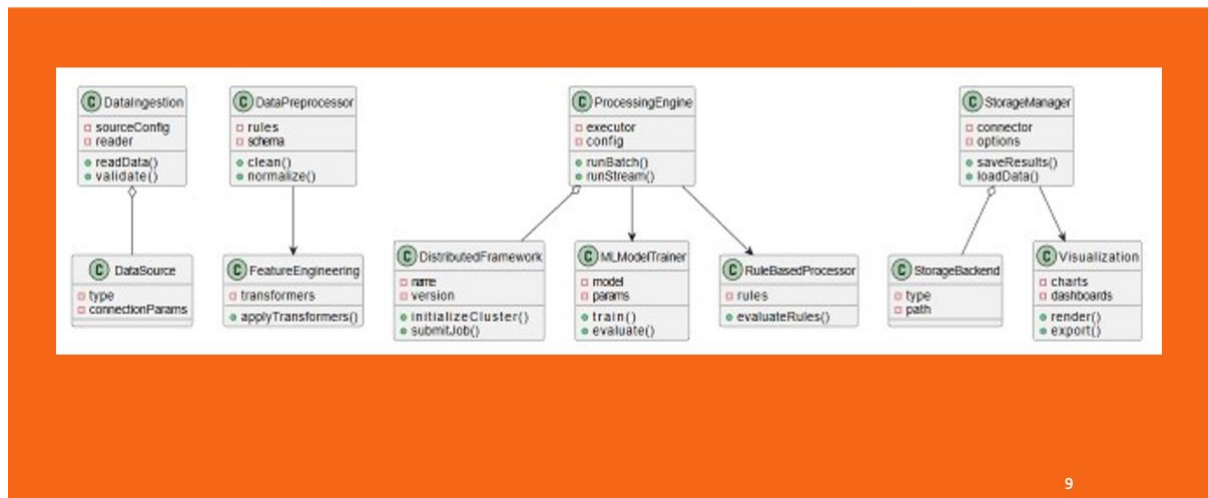 C DataIngestion
sourceConfig
reader
readData()
validate()
C DataPreprocessor
rules
schema
clean()
normalize()
C ProcessingEngine
executor
config
runBatch()
runStream()
C StorageManager
connector
options
saveResults()
loadData()
C DataSource
type
connectionParams
C FeatureEngineering
transformers
applyTransformers()
C DistributedFramework
name
version
initializeCluster()
submitJob()
C MLModelTrainer
model
params
train()
evaluate()
C RuleBasedProcessor
rules
evaluateRules()
C StorageBackend
type
path
C Visualization
charts
dashboards
render()
export()
9